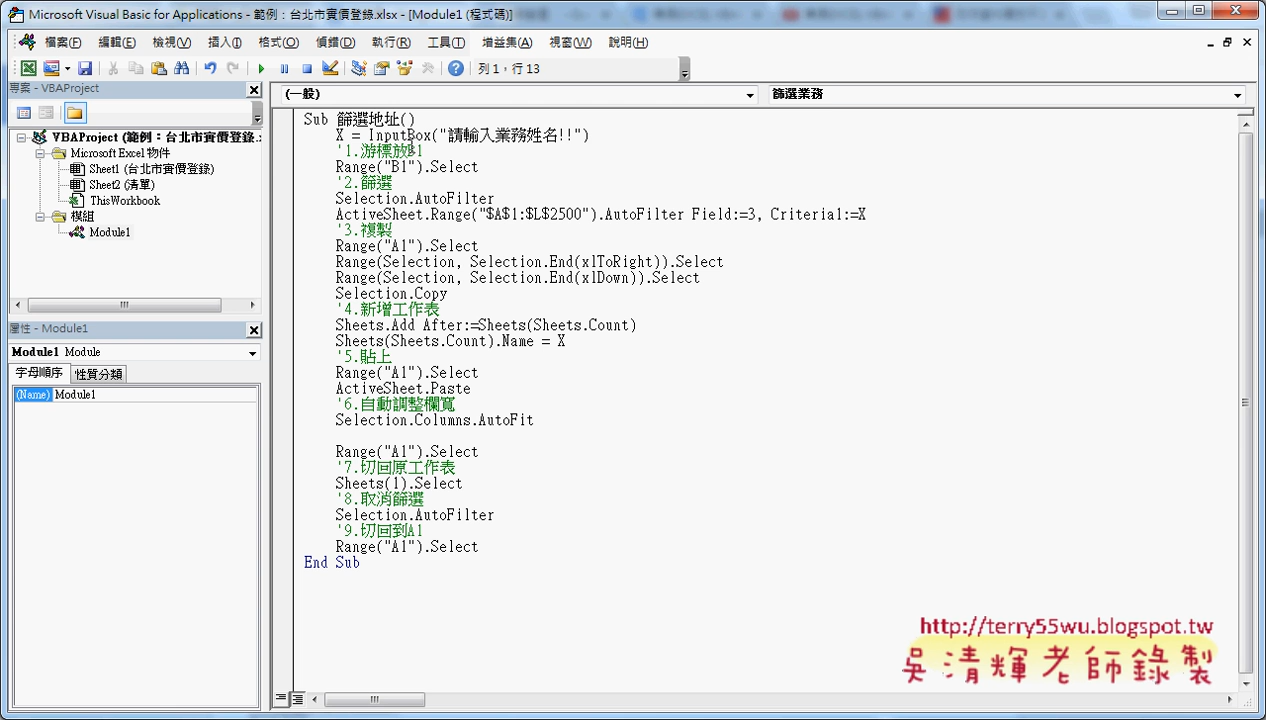 Microsoft Visual Basic for Applications - 範例：台北市實價登錄.xlsx - [Module1 (程式碼)]
檔案(F) 編輯(E) 檢視(V) 插入(I) 格式(O) 偵錯(D) 執行(R) 工具(T) 增益集(A) 視窗(W) 說明(H)
列 1，行 13
專案 - VBAProject
VBAProject (範例：台北市實價登錄.
Microsoft Excel 物件
Sheet1 (台北市實價登錄)
Sheet2 (清單)
ThisWorkbook
模組
Module1
屬性 - Module1
Module1 Module
字母順序 性質分類
(Name) Module1
(一般) 篩選業務
Sub 篩選地址()
X = InputBox("請輸入業務姓名!!")
'1.游標放B1
Range("B1").Select
'2.篩選
Selection.AutoFilter
ActiveSheet.Range("$A$1:$L$2500").AutoFilter Field:=3, Criteria1:=X
'3.複製
Range("A1").Select
Range(Selection, Selection.End(xlToRight)).Select
Range(Selection, Selection.End(xlDown)).Select
Selection.Copy
'4.新增工作表
Sheets.Add After:=Sheets(Sheets.Count)
Sheets(Sheets.Count).Name = X
'5.貼上
Range("A1").Select
ActiveSheet.Paste
'6.自動調整欄寬
Selection.Columns.AutoFit
Range("A1").Select
'7.切回原工作表
Sheets(1).Select
'8.取消篩選
Selection.AutoFilter
'9.切回到A1
Range("A1").Select
End Sub
http://terry55wu.blogspot.tw
吳清輝老師錄製